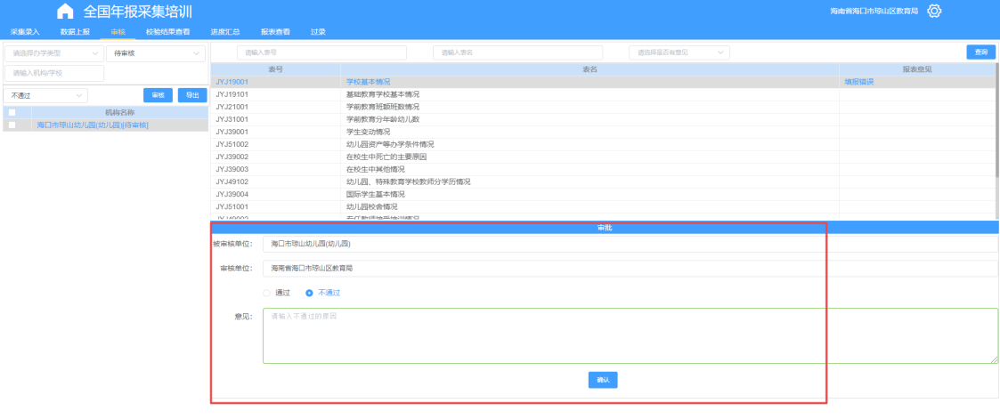 全国年报采集培训
海南省海口市琼山区教育局
采集录入 数据上报 审核 校验结果查看 进度汇总 报表查看 过录
请选择办学类型 待审核
请输入机构/学校
不通过 审核 导出
机构名称
海口市琼山幼儿园(幼儿园)[待审核]
请输入表号 请输入表名 请选择是否有意见 查询
表号 表名 报表意见
JYJ19001 学校基本情况 填报错误
JYJ19101 基础教育学校基本情况
JYJ21001 学前教育班额班数情况
JYJ31001 学前教育分年龄幼儿数
JYJ39001 学生变动情况
JYJ51002 幼儿园资产等办学条件情况
JYJ39002 在校生中死亡的主要原因
JYJ39003 在校生中其他情况
JYJ49102 幼儿园、特殊教育学校教师分学历情况
JYJ39004 国际学生基本情况
JYJ51001 幼儿园校舍情况
JYJ49002 专任教师接受培训情况
审批
被审核单位: 海口市琼山幼儿园(幼儿园)
审核单位: 海南省海口市琼山区教育局
通过 不通过
意见: 请输入不通过的原因
确认